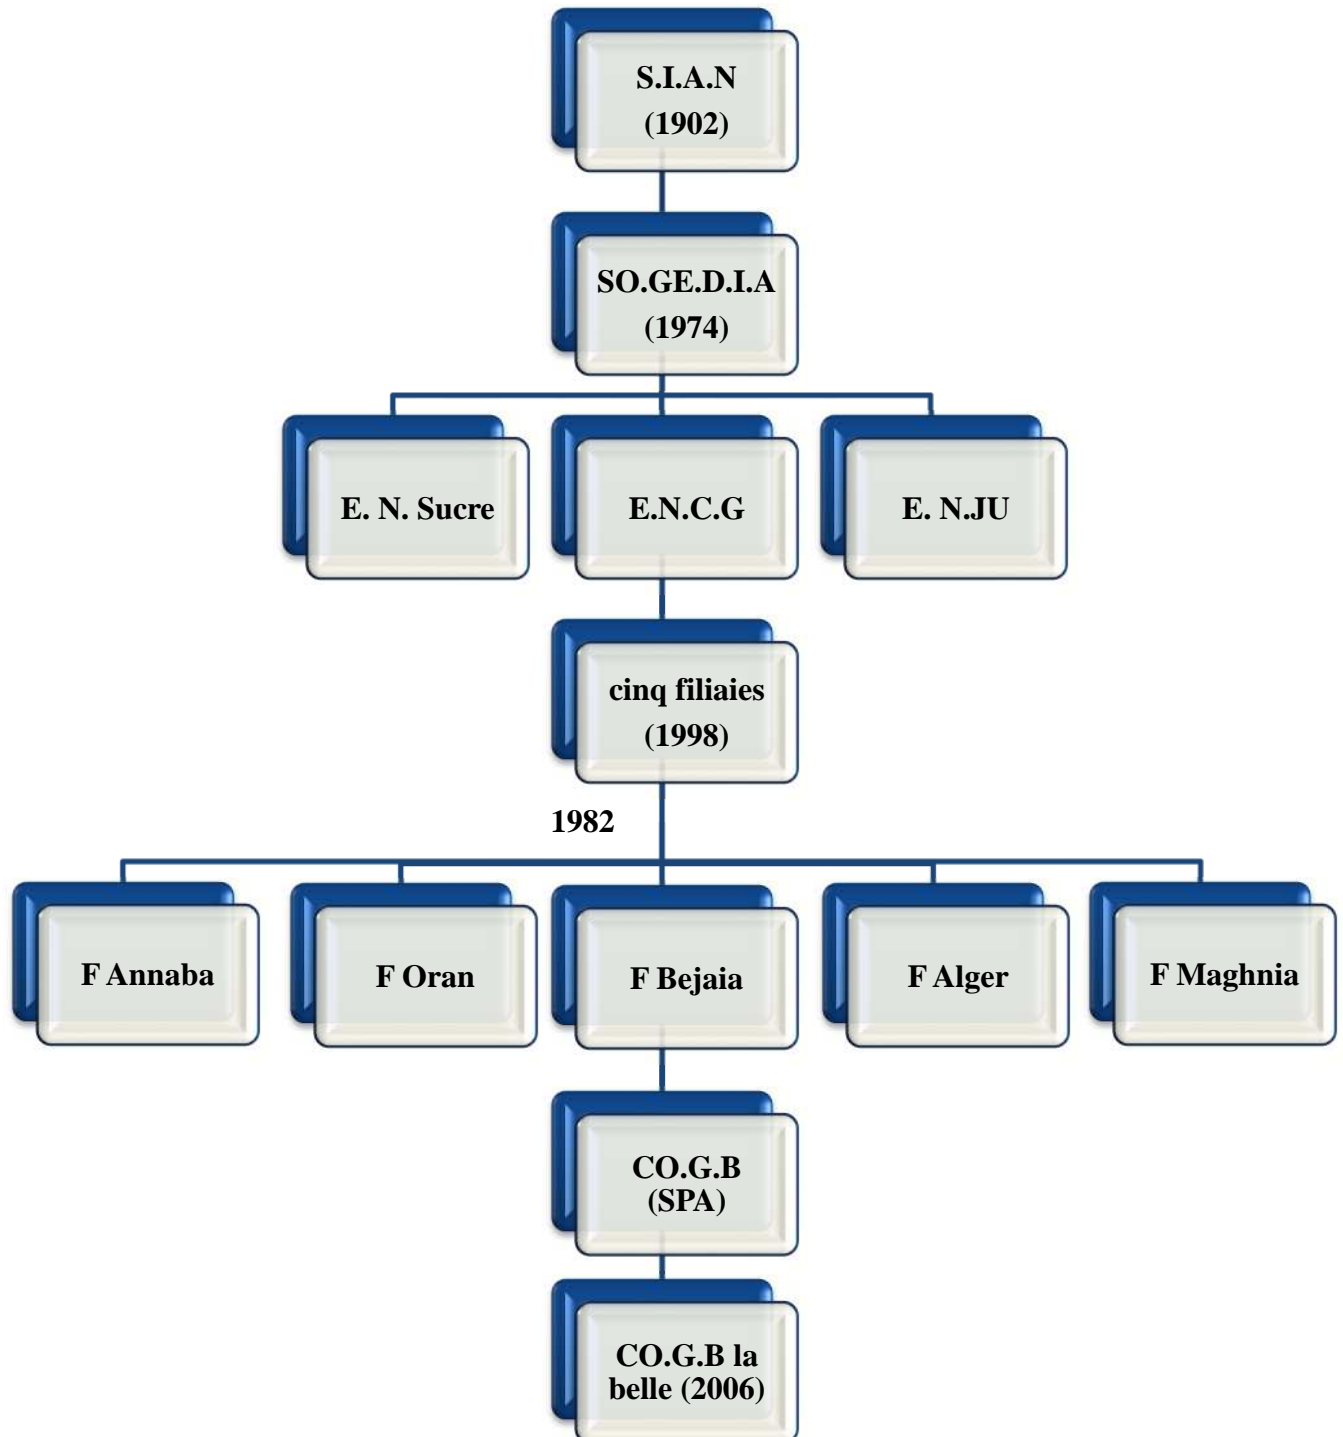 S.I.A.N
(1902)
SO.GE.D.I.A
(1974)
E. N. Sucre
E.N.C.G
E. N.JU
cinq filiaies
(1998)
1982
F Annaba
F Oran
F Bejaia
F Alger
F Maghnia
CO.G.B
(SPA)
CO.G.B la
belle (2006)